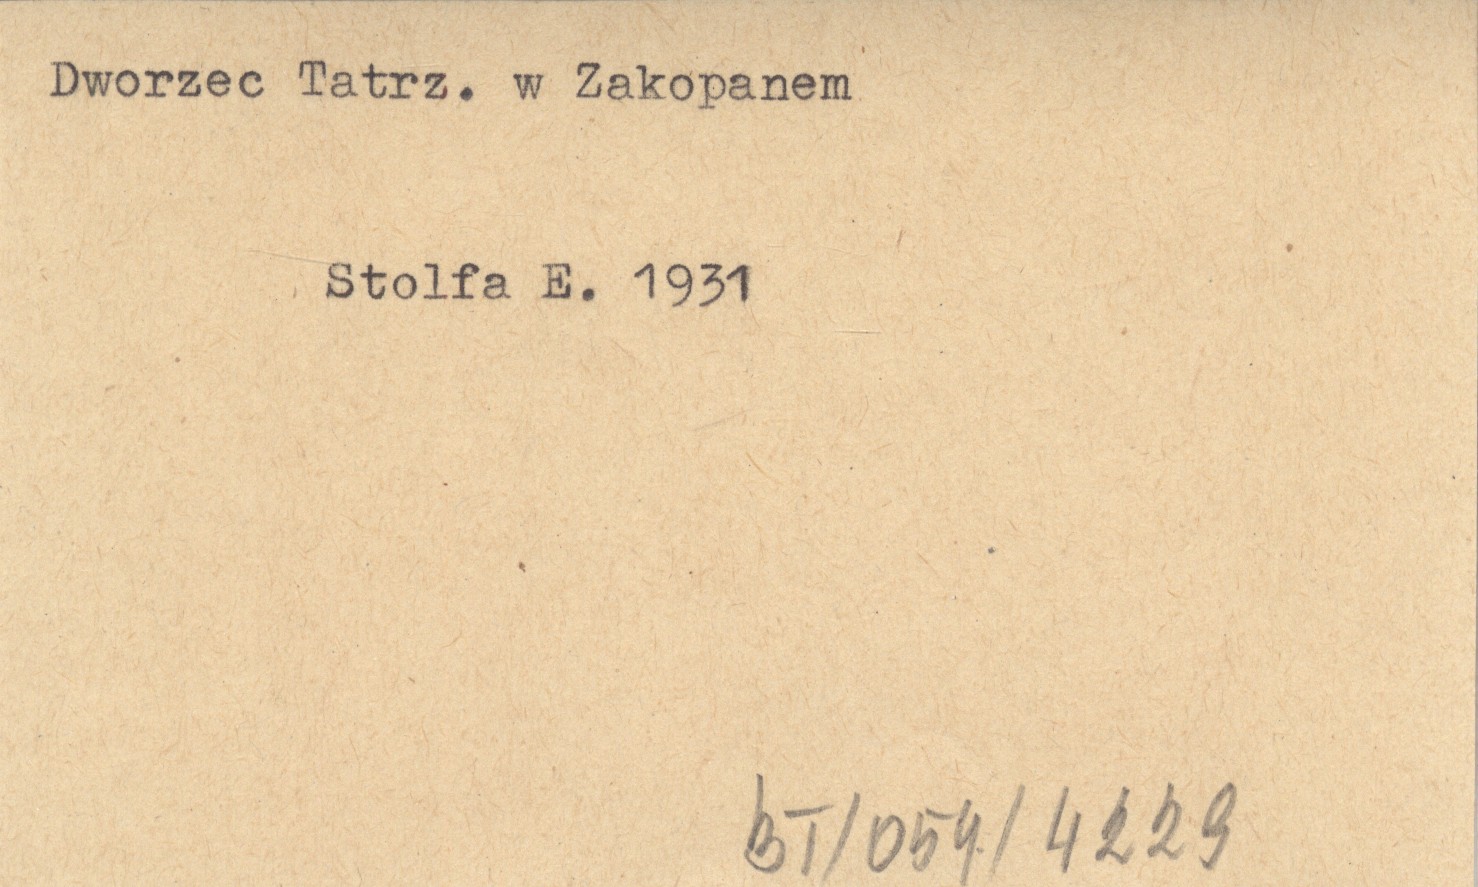 Dworzec Tatrz. w Zakopanem
Stolfa E. 1931
BT/054/4229